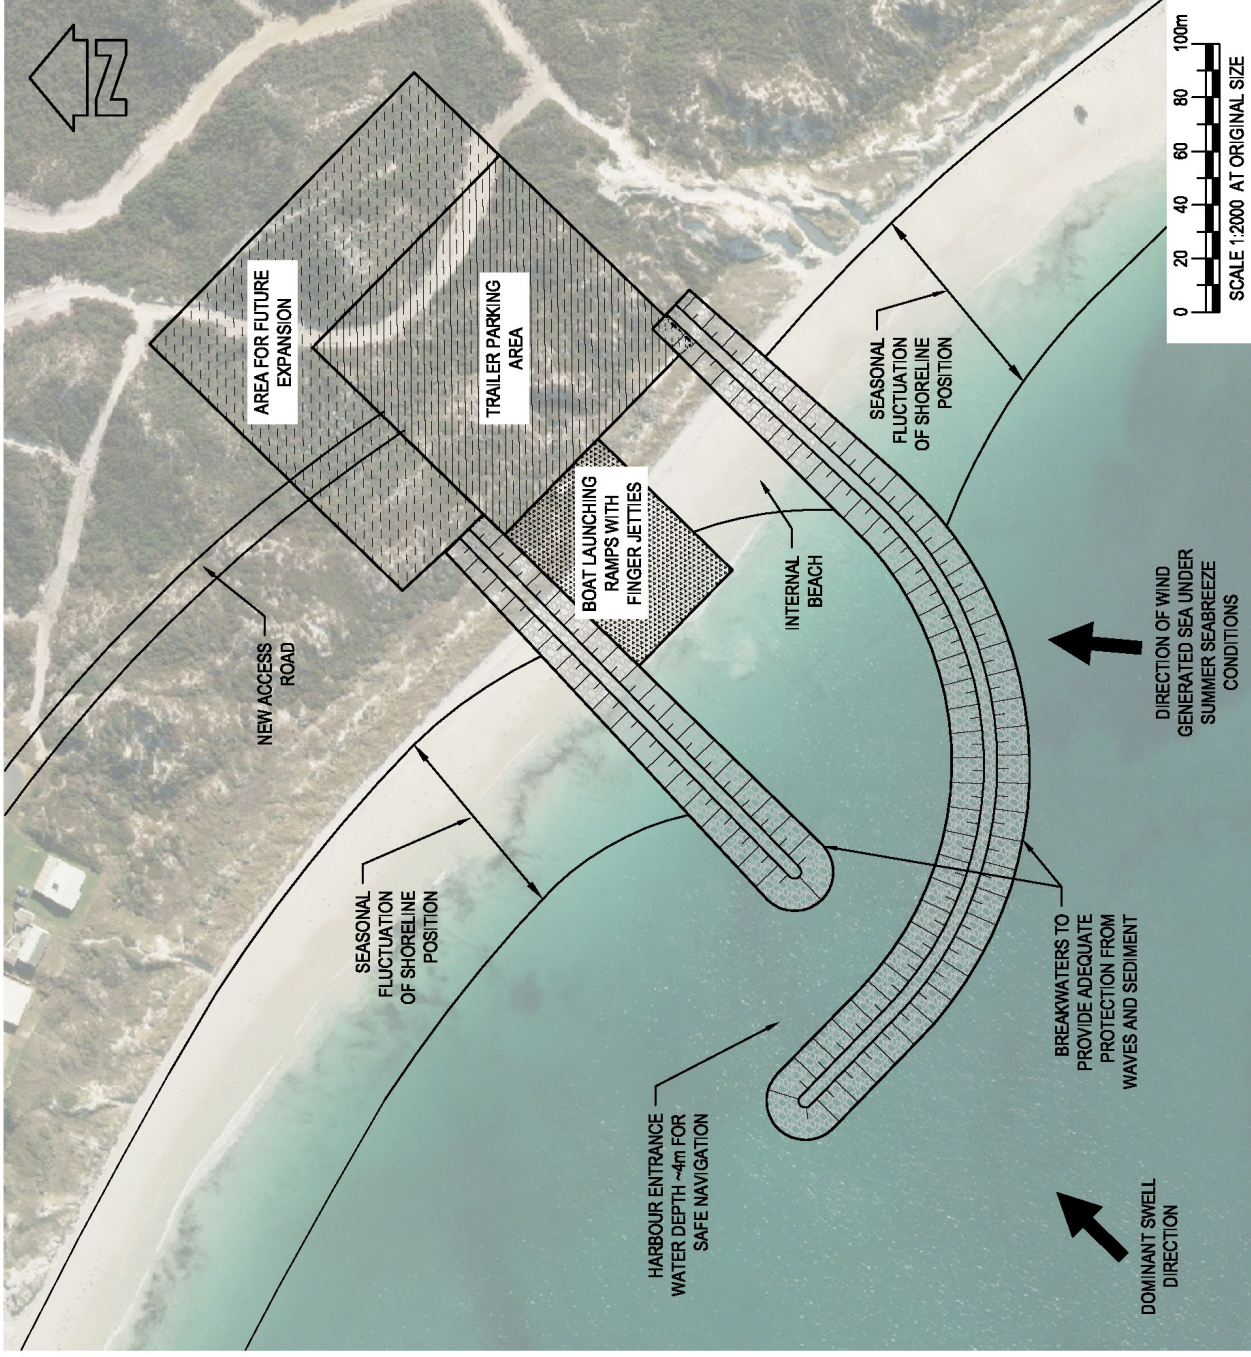 N
AREA FOR FUTURE
EXPANSION
TRAILER PARKING
AREA
BOAT LAUNCHING
RAMPS WITH
FINGER JETTIES
NEW ACCESS
ROAD
SEASONAL
FLUCTUATION
OF SHORELINE
POSITION
INTERNAL
BEACH
SEASONAL
FLUCTUATION
OF SHORELINE
POSITION
HARBOUR ENTRANCE
WATER DEPTH ~4m FOR
SAFE NAVIGATION
BREAKWATERS TO
PROVIDE ADEQUATE
PROTECTION FROM
WAVES AND SEDIMENT
DIRECTION OF WIND
GENERATED SEA UNDER
SUMMER SEABREEZE
CONDITIONS
DOMINANT SWELL
DIRECTION
0 20 40 60 80 100m
SCALE 1:2000 AT ORIGINAL SIZE